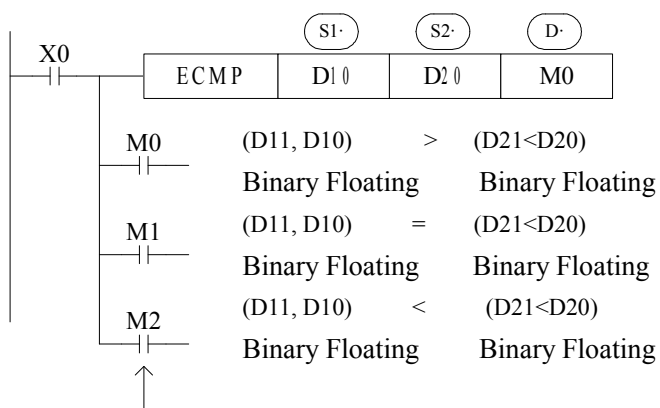 S1· S2· D·
X0
ECMP D10 D20 M0
M0 (D11, D10) > (D21<D20)
Binary Floating Binary Floating
M1 (D11, D10) = (D21<D20)
Binary Floating Binary Floating
M2 (D11, D10) < (D21<D20)
Binary Floating Binary Floating